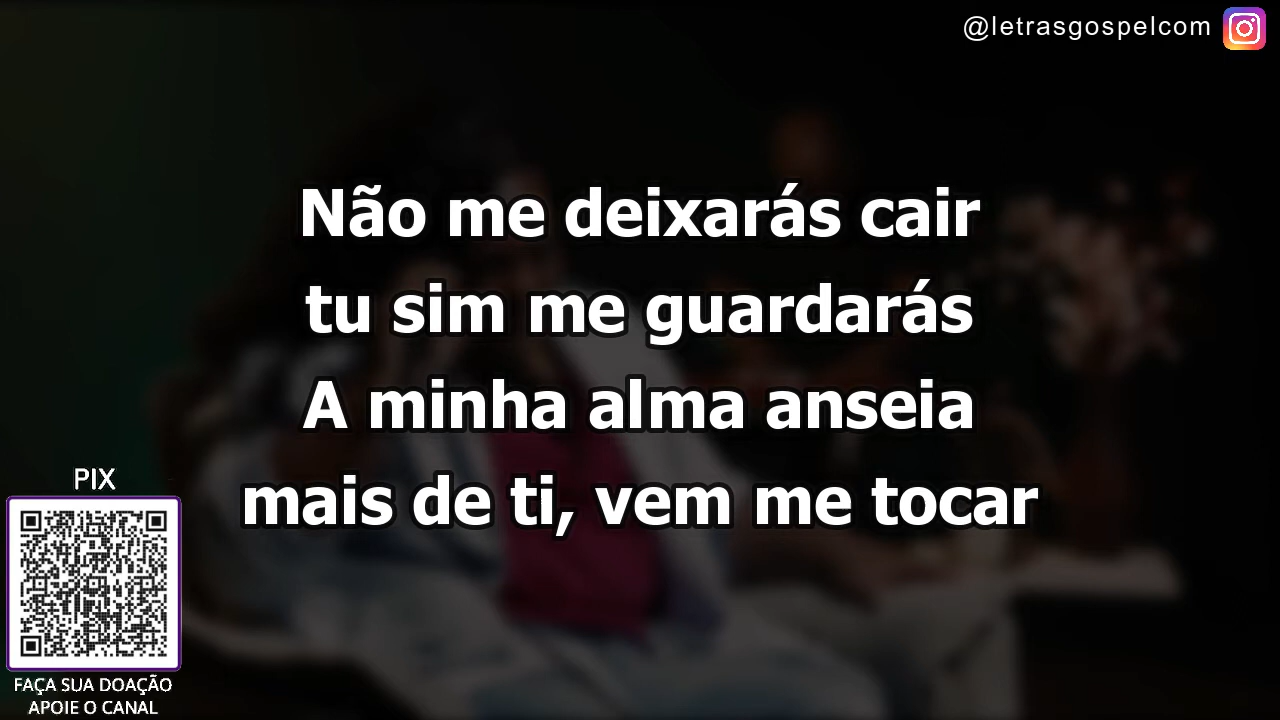 @letrasgospelcom
Não me deixarás cair
tu sim me guardarás
A minha alma anseia
mais de ti, vem me tocar
PIX
FAÇA SUA DOAÇÃO
APOIE O CANAL